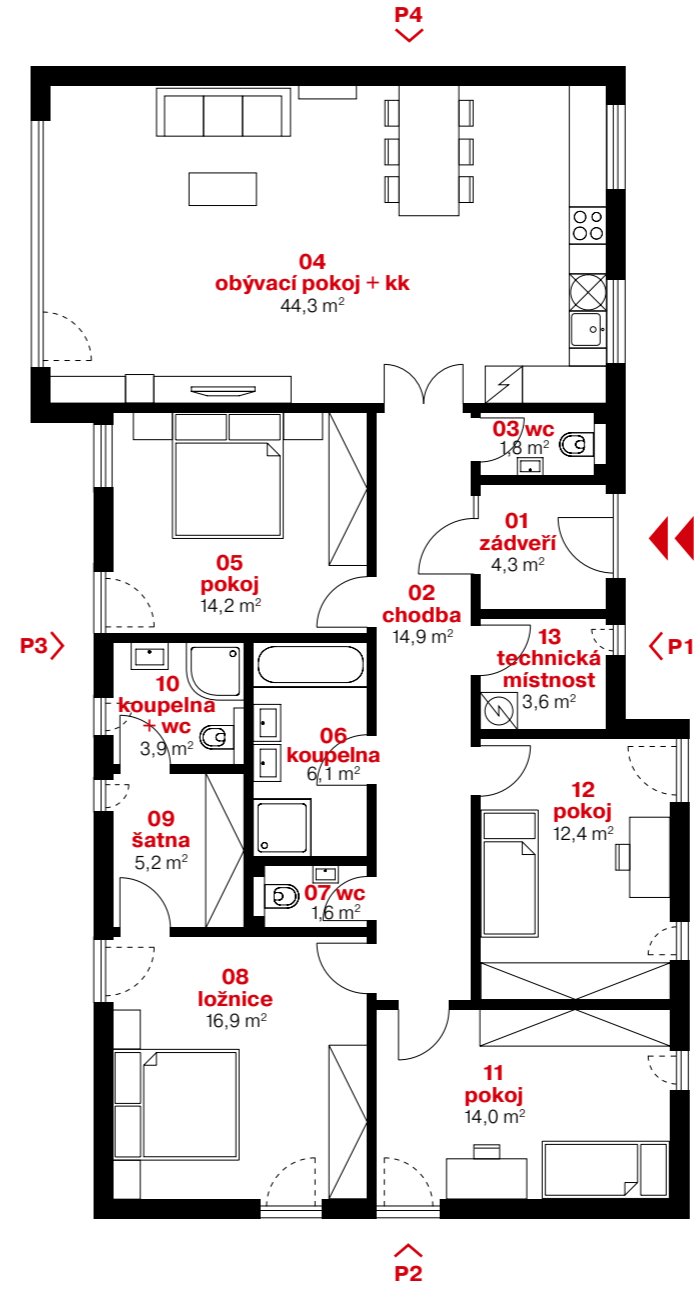 P4
04
obývací pokoj + kk
44,3 m²
03 wc
1,8 m²
01
zádveří
4,3 m²
05
pokoj
14,2 m²
02
chodba
14,9 m²
P3
P1
13
technická
místnost
3,6 m²
10
koupelna
+ wc
3,9 m²
06
koupelna
6,1 m²
12
pokoj
12,4 m²
09
šatna
5,2 m²
07 wc
1,6 m²
08
ložnice
16,9 m²
11
pokoj
14,0 m²
P2